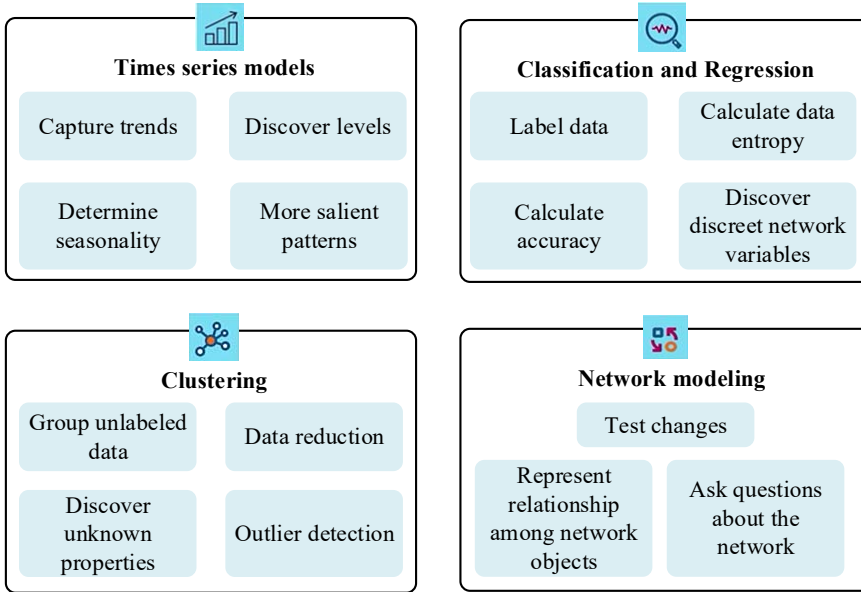 Times series models
Capture trends
Discover levels
Determine
seasonality
More salient
patterns
Classification and Regression
Label data
Calculate data
entropy
Calculate
accuracy
Discover
discreet network
variables
Clustering
Group unlabeled
data
Data reduction
Discover
unknown
properties
Outlier detection
Network modeling
Test changes
Represent
relationship
among network
objects
Ask questions
about the
network